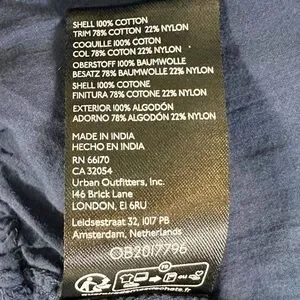 SHELL 100% COTTON
TRIM 78% COTTON 22% NYLON
COQUILLE 100% COTON
COL 78% COTON 22% NYLON
OBERSTOFF 100% BAUMWOLLE
BESATZ 78% BAUMWOLLE 22% NYLON
SHELL 100% COTONE
FINITURA 78% COTONE 22% NYLON
EXTERIOR 100% ALGODÓN
ADORNO 78% ALGODÓN 22% NYLON
MADE IN INDIA
HECHO EN INDIA
RN 66170
CA 32054
Urban Outfitters, Inc.
146 Brick Lane
LONDON, E1 6RU
Leidsestraat 32, 1017 PB
Amsterdam, Netherlands
OB2017796
FR